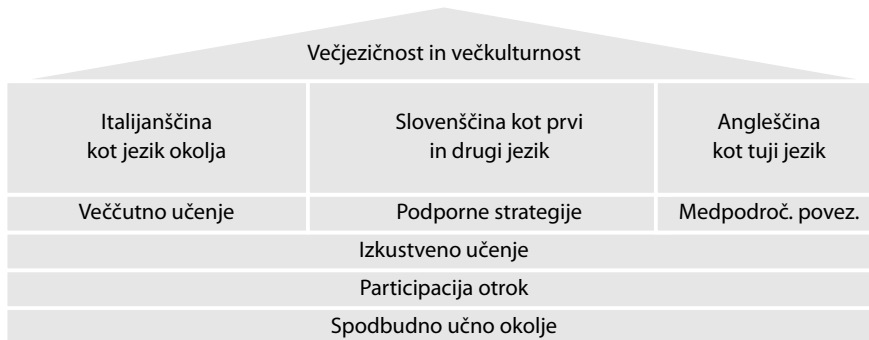 Večjezičnost in večkulturnost
Italijanščina
kot jezik okolja
Slovenščina kot prvi
in drugi jezik
Angleščina
kot tuji jezik
Veččutno učenje
Podporne strategije
Medpodroč. povez.
Izkustveno učenje
Participacija otrok
Spodbudno učno okolje